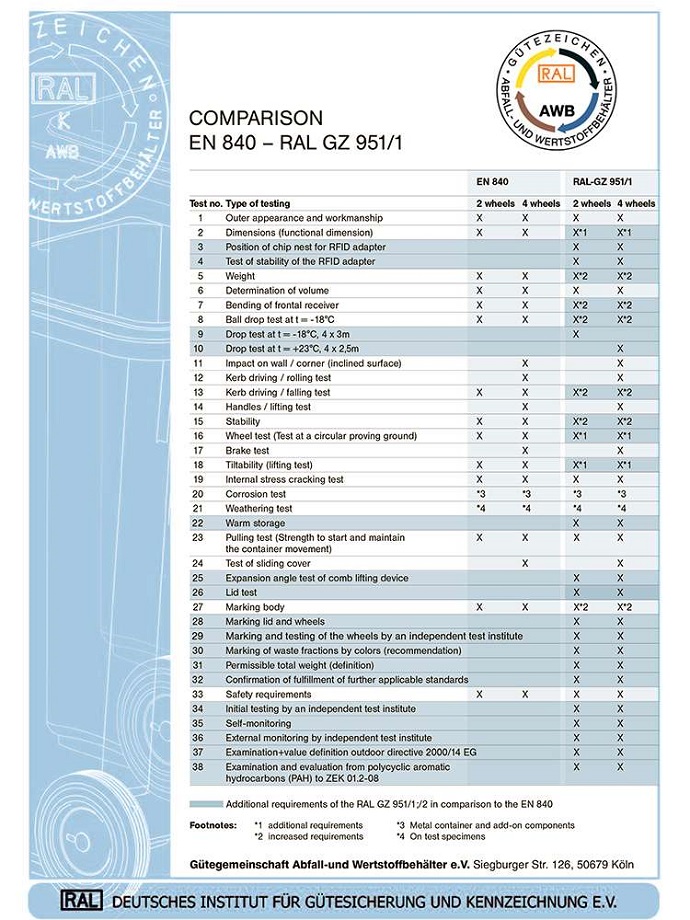 GÜTEZEICHEN
RAL
AWB
WERTSTOFFBEHÄLTER
GÜTEZEICHEN
ABFALL- UND WERTSTOFFBEHÄLTER
RAL
AWB
COMPARISON
EN 840 – RAL GZ 951/1
EN 840 RAL-GZ 951/1
Test no. Type of testing 2 wheels 4 wheels 2 wheels 4 wheels
1 Outer appearance and workmanship X X X X
2 Dimensions (functional dimension) X X X*1 X*1
3 Position of chip nest for RFID adapter X X
4 Test of stability of the RFID adapter X X
5 Weight X X X*2 X*2
6 Determination of volume X X X X
7 Bending of frontal receiver X X X*2 X*2
8 Ball drop test at t = -18°C X X X*2 X*2
9 Drop test at t = -18°C, 4 x 3m X
10 Drop test at t = +23°C, 4 x 2,5m X
11 Impact on wall / corner (inclined surface) X X
12 Kerb driving / rolling test X X
13 Kerb driving / falling test X X X*2 X*2
14 Handles / lifting test X X
15 Stability X X X*2 X*2
16 Wheel test (Test at a circular proving ground) X X X*1 X*1
17 Brake test X X
18 Tiltability (lifting test) X X X*1 X*1
19 Internal stress cracking test X X X X
20 Corrosion test *3 *3 *3 *3
21 Weathering test *4 *4 *4 *4
22 Warm storage X X
23 Pulling test (Strength to start and maintain X X X X
the container movement)
24 Test of sliding cover X X
25 Expansion angle test of comb lifting device X X
26 Lid test X X
27 Marking body X X X*2 X*2
28 Marking lid and wheels X X
29 Marking and testing of the wheels by an independent test institute X X
30 Marking of waste fractions by colors (recommendation) X X
31 Permissible total weight (definition) X X
32 Confirmation of fulfillment of further applicable standards X X
33 Safety requirements X X X X
34 Initial testing by an independent test institute X X
35 Self-monitoring X X
36 External monitoring by independent test institute X X
37 Examination+value definition outdoor directive 2000/14 EG X X
38 Examination and evaluation from polycyclic aromatic X X
hydrocarbons (PAH) to ZEK 01.2-08
Additional requirements of the RAL GZ 951/1;/2 in comparison to the EN 840
Footnotes: *1 additional requirements *3 Metal container and add-on components
*2 increased requirements *4 On test specimens
Gütegemeinschaft Abfall-und Wertstoffbehälter e.V. Siegburger Str. 126, 50679 Köln
RAL DEUTSCHES INSTITUT FÜR GÜTESICHERUNG UND KENNZEICHNUNG E.V.